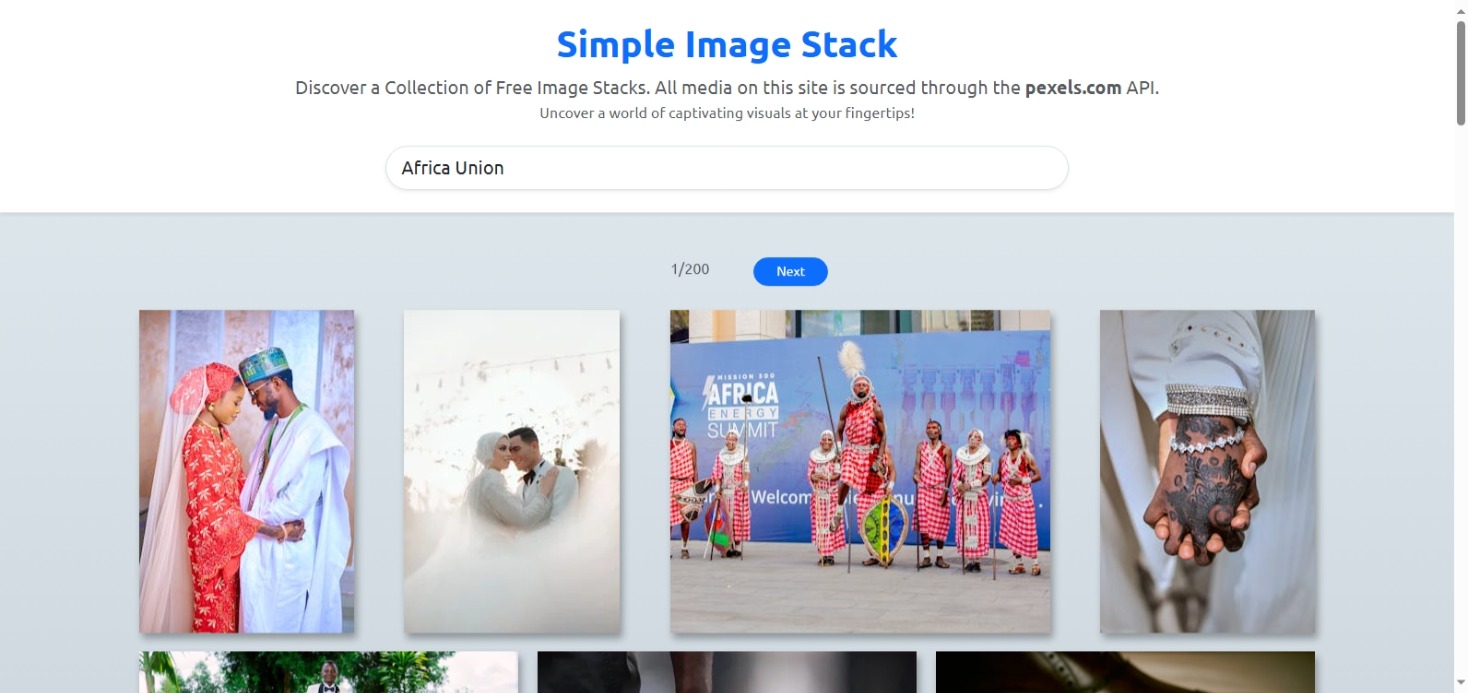 Simple Image Stack
Discover a Collection of Free Image Stacks. All media on this site is sourced through the pexels.com API.
Uncover a world of captivating visuals at your fingertips!
Africa Union
1/200
Next
MISSION 300
AFRICA
ENERGY
SUMMIT
Welcom